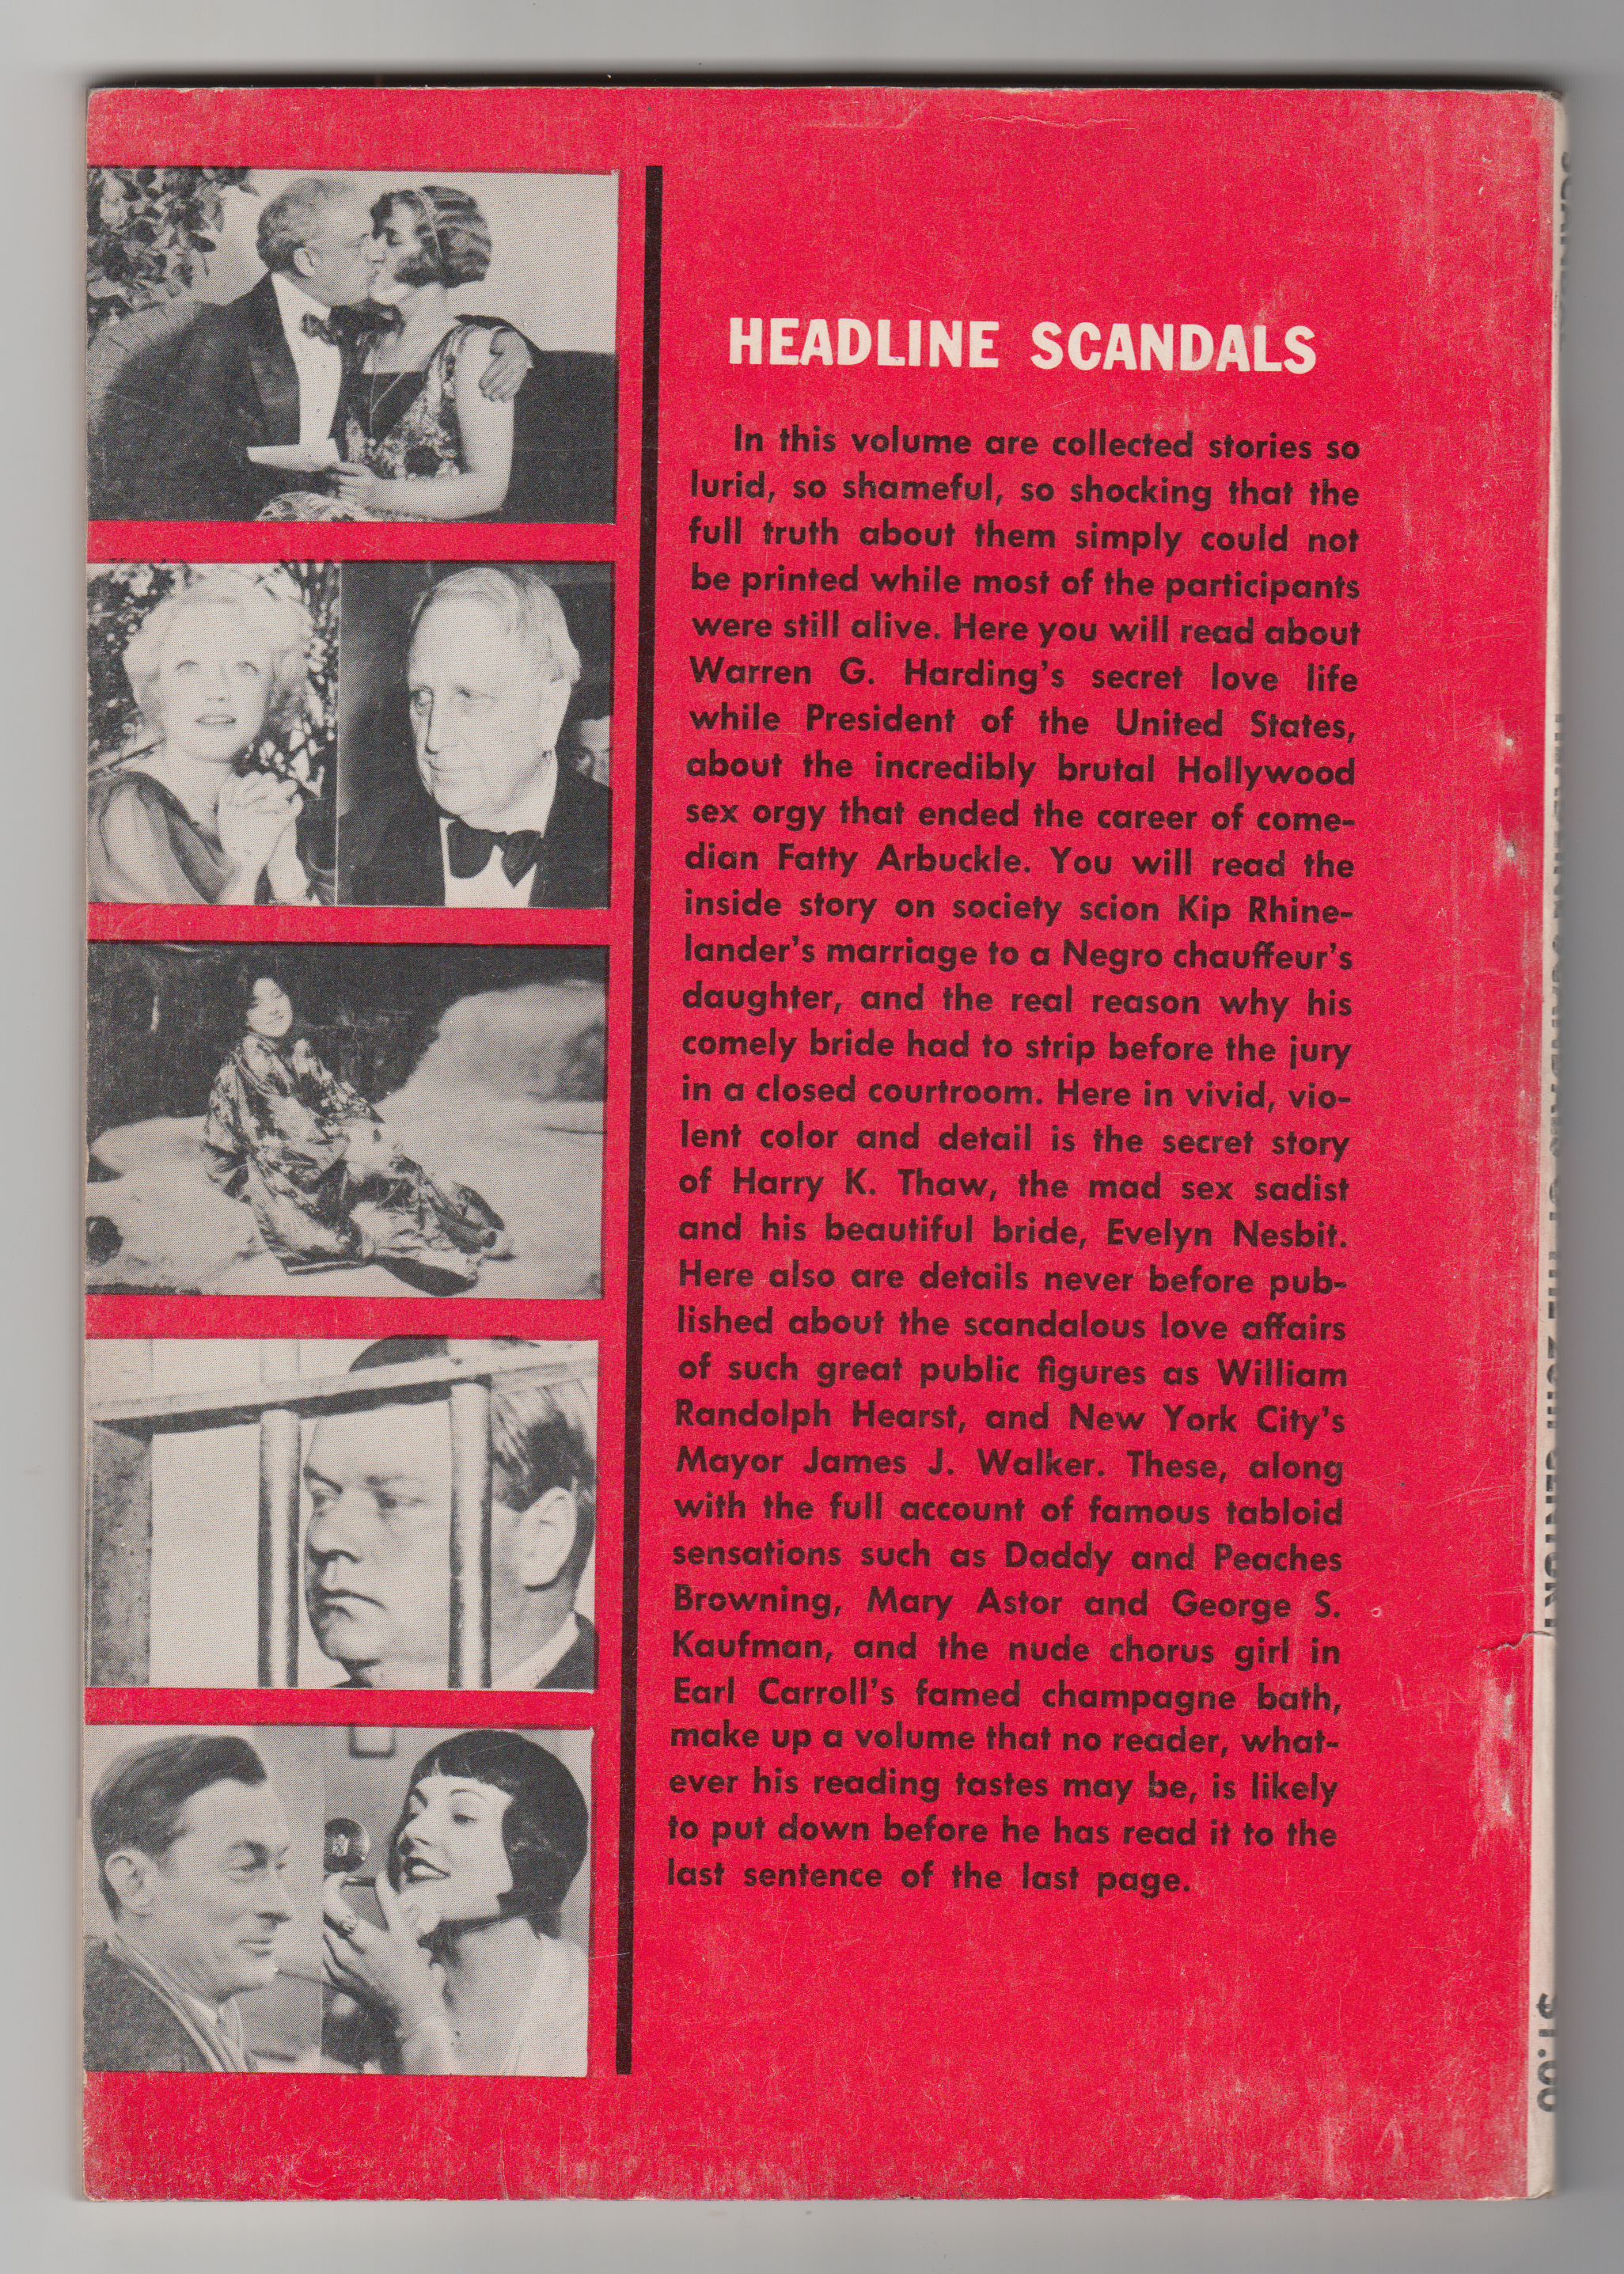 HEADLINE SCANDALS
In this volume are collected stories so
lurid, so shameful, so shocking that the
full truth about them simply could not
be printed while most of the participants
were still alive. Here you will read about
Warren G. Harding's secret love life
while President of the United States,
about the incredibly brutal Hollywood
sex orgy that ended the career of come-
dian Fatty Arbuckle. You will read the
inside story on society scion Kip Rhine-
lander's marriage to a Negro chauffeur's
daughter, and the real reason why his
comely bride had to strip before the jury
in a closed courtroom. Here in vivid, vio-
lent color and detail is the secret story
of Harry K. Thaw, the mad sex sadist
and his beautiful bride, Evelyn Nesbit.
Here also are details never before pub-
lished about the scandalous love affairs
of such great public figures as William
Randolph Hearst, and New York City's
Mayor James J. Walker. These, along
with the full account of famous tabloid
sensations such as Daddy and Peaches
Browning, Mary Astor and George S.
Kaufman, and the nude chorus girl in
Earl Carroll's famed champagne bath,
make up a volume that no reader, what-
ever his reading tastes may be, is likely
to put down before he has read it to the
last sentence of the last page.
$1.00